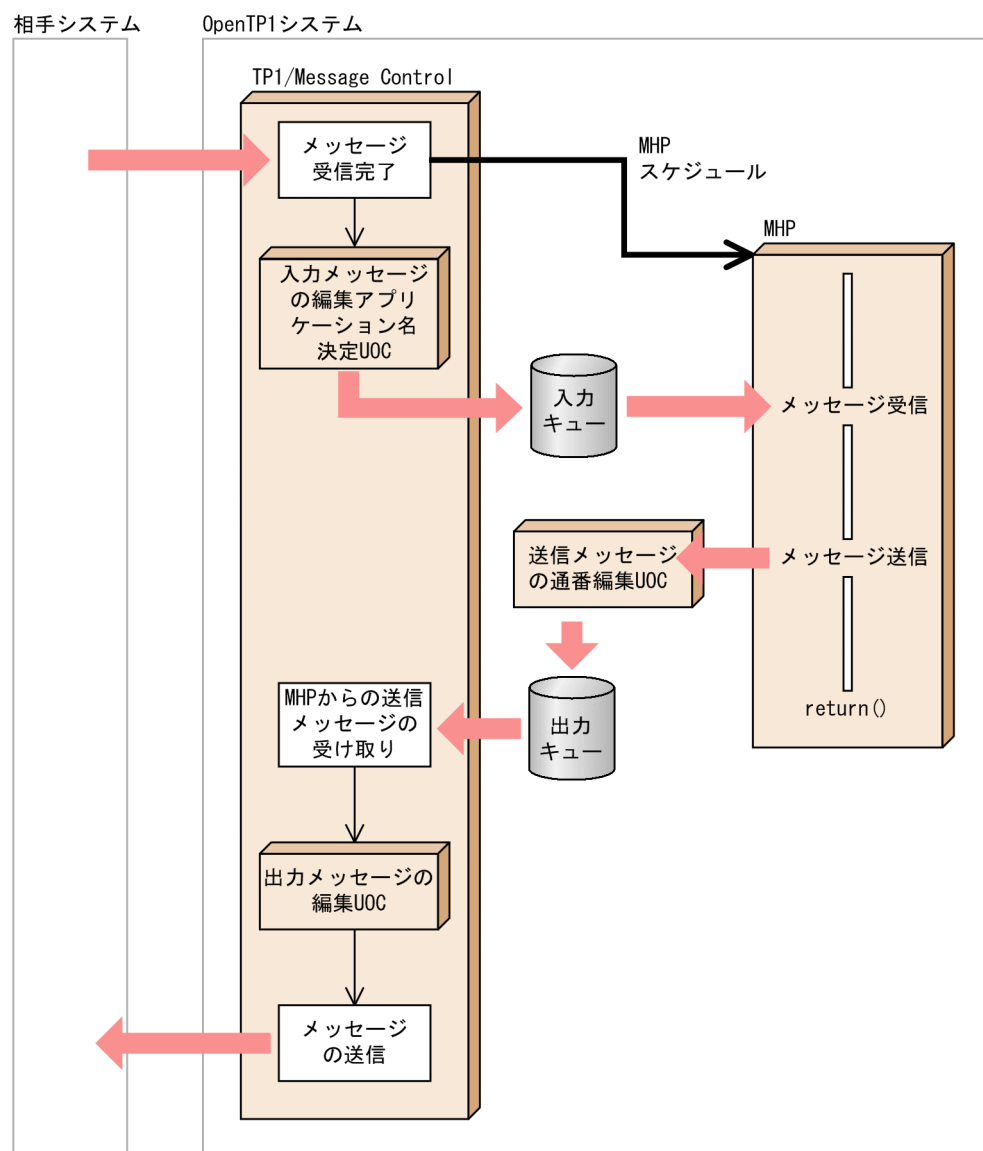 相手システム
OpenTP1システム
TP1/Message Control
メッセージ
受信完了
MHP
スケジュール
MHP
入力メッセージ
の編集アプリ
ケーション名
決定UOC
入力
キュー
メッセージ受信
送信メッセージ
の通番編集UOC
メッセージ送信
MHPからの送信
メッセージの
受け取り
出力
キュー
return()
出力メッセージの
編集UOC
メッセージ
の送信